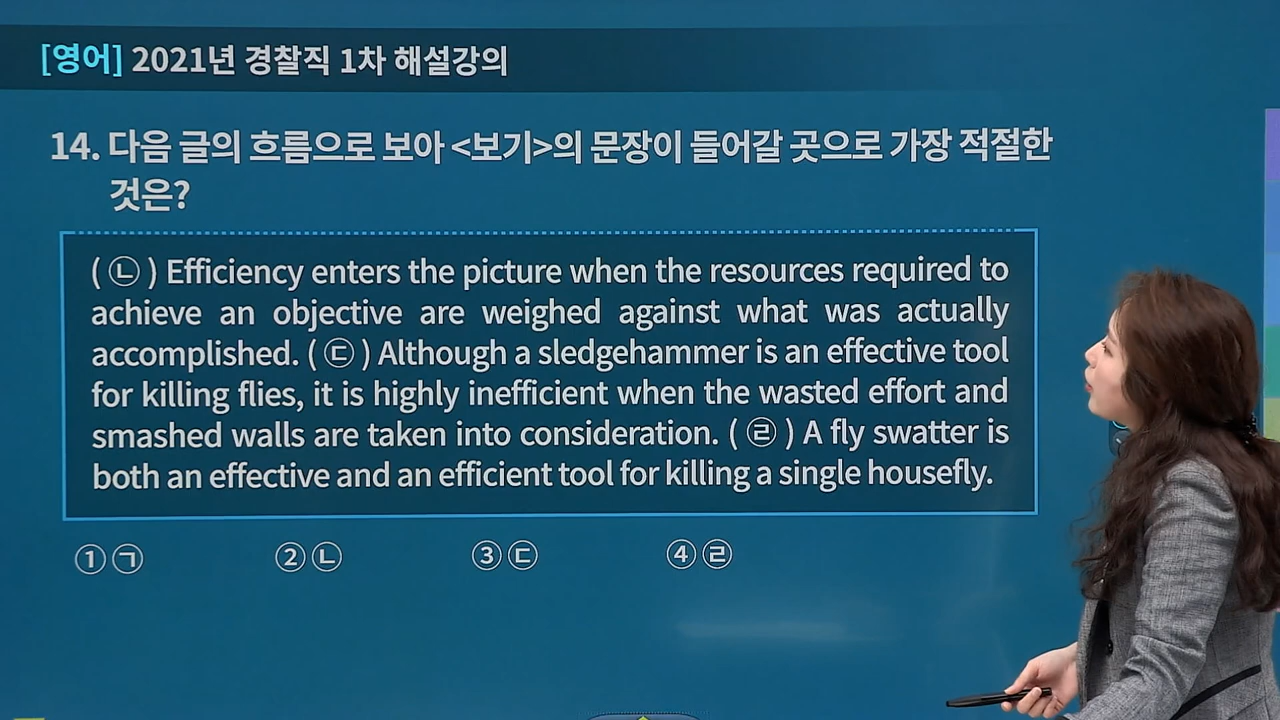 [영어] 2021년 경찰직 1차 해설강의
14. 다음 글의 흐름으로 보아 <보기>의 문장이 들어갈 곳으로 가장 적절한
것은?
( ㉡ ) Efficiency enters the picture when the resources required to
achieve an objective are weighed against what was actually
accomplished. ( ㉢ ) Although a sledgehammer is an effective tool
for killing flies, it is highly inefficient when the wasted effort and
smashed walls are taken into consideration. ( ㉣ ) A fly swatter is
both an effective and an efficient tool for killing a single housefly.
① ㉠ ② ㉡ ③ ㉢ ④ ㉣